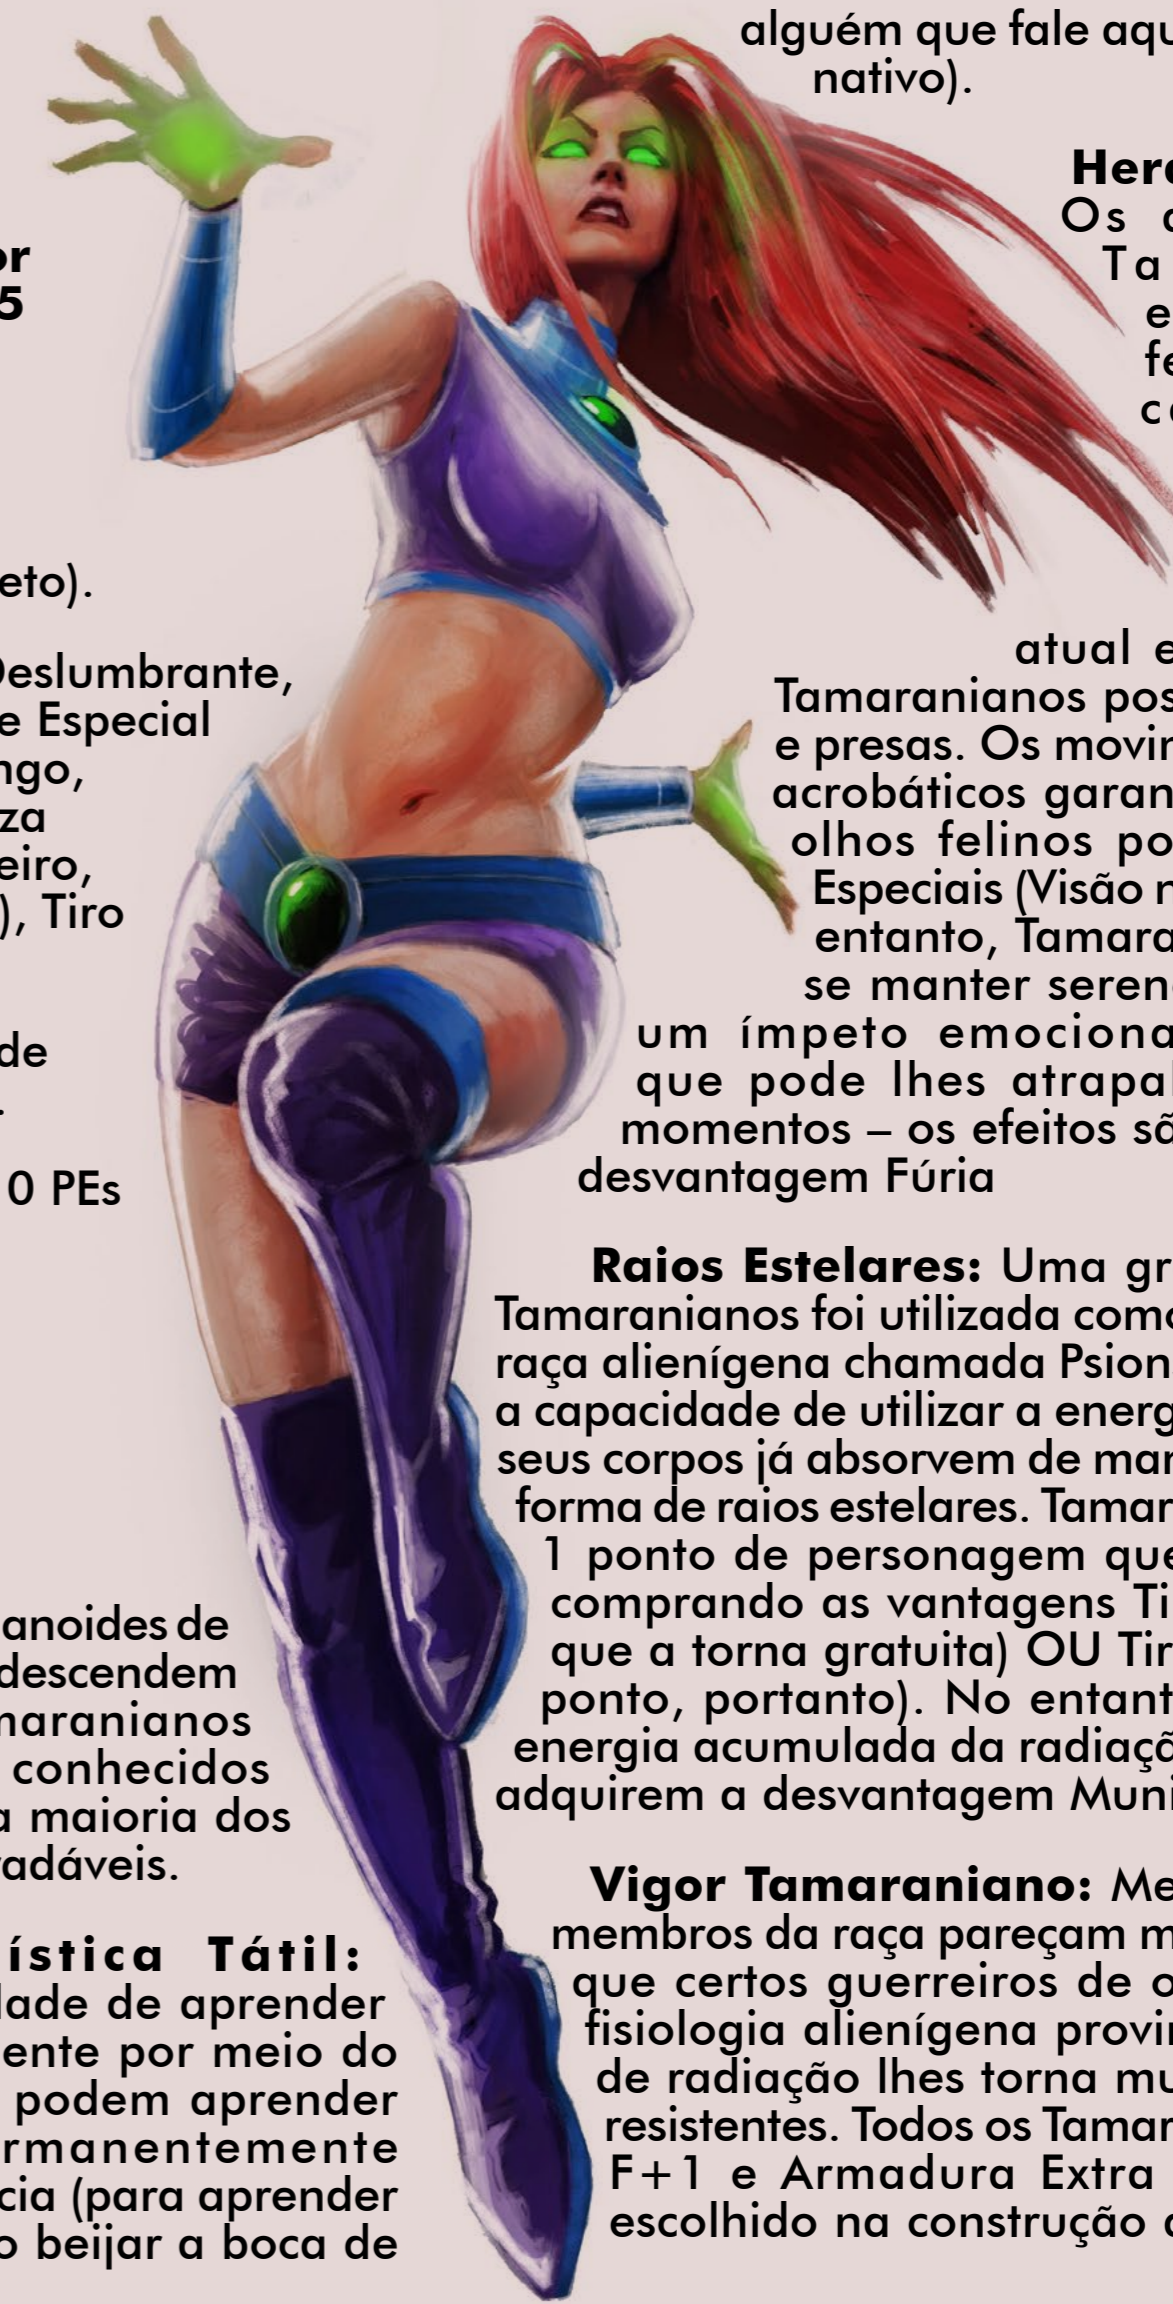 or
5
eto).
Deslumbrante,
e Especial
ngo,
za
eiro,
), Tiro
de
.
0 PEs
anoides de
descendem
maranianos
conhecidos
a maioria dos
radáveis.
ística Tátil:
dade de aprender
ente por meio do
podem aprender
rmanentemente
cia (para aprender
o beijar a boca de
alguém que fale aqu
nativo).
Hera
Os
Ta
e
fe
ca
atual e
Tamaranianos pos
e presas. Os movim
acrobáticos garan
olhos felinos po
Especiais (Visão n
entanto, Tamara
se manter seren
um ímpeto emociona
que pode lhes atrapal
momentos – os efeitos sã
desvantagem Fúria
Raios Estelares: Uma gr
Tamaranianos foi utilizada como
raça alienígena chamada Psion
a capacidade de utilizar a energ
seus corpos já absorvem de man
forma de raios estelares. Tamar
1 ponto de personagem que
comprando as vantagens Ti
que a torna gratuita) OU Tir
ponto, portanto). No entant
energia acumulada da radiaçã
adquirem a desvantagem Muni
Vigor Tamaraniano: Me
membros da raça pareçam m
que certos guerreiros de o
fisiologia alienígena provin
de radiação lhes torna mu
resistentes. Todos os Tamar
F+1 e Armadura Extra
escolhido na construção